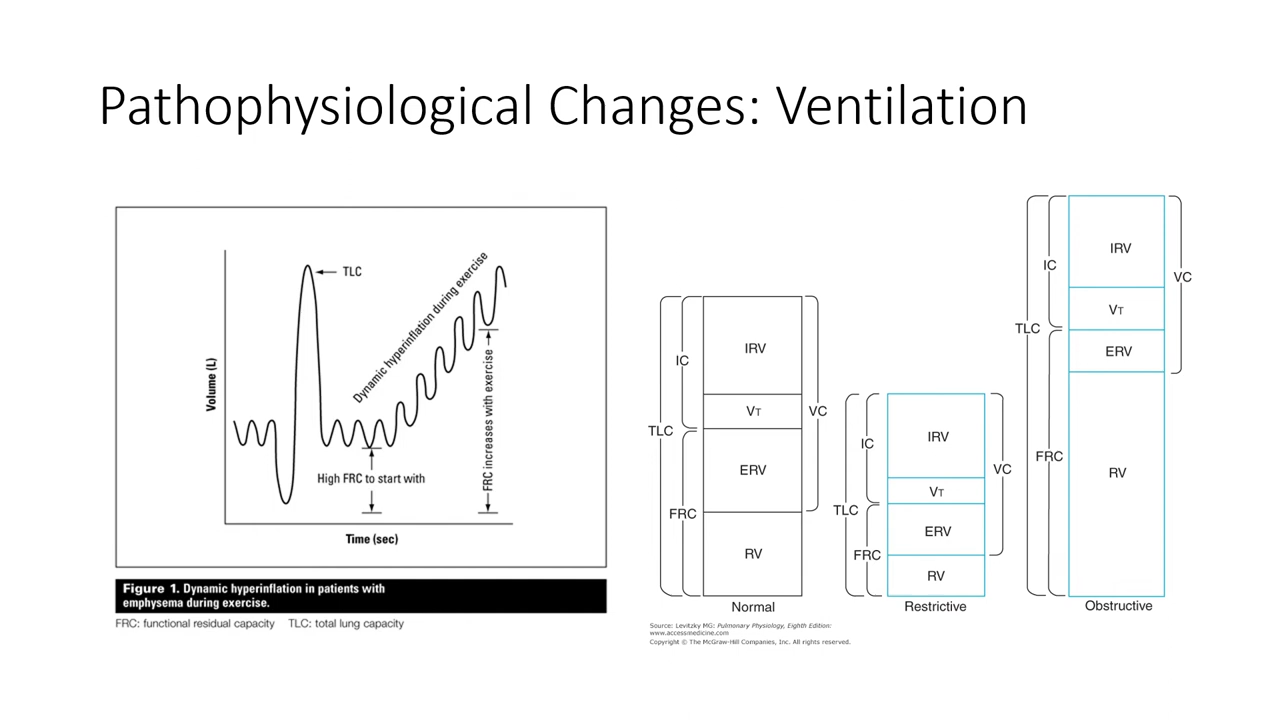 Pathophysiological Changes: Ventilation
TLC
Dynamic hyperinflation during exercise
Volume (L)
High FRC to start with
FRC increases with exercise
Time (sec)
Figure 1. Dynamic hyperinflation in patients with
emphysema during exercise.
FRC: functional residual capacity TLC: total lung capacity
TLC
IC
FRC
IRV
VT
ERV
RV
VC
Normal
TLC
IC
FRC
IRV
VT
ERV
RV
VC
Restrictive
TLC
IC
FRC
IRV
VT
ERV
RV
VC
Obstructive
Source: Levitzky MG: Pulmonary Physiology, Eighth Edition:
www.accessmedicine.com
Copyright © The McGraw-Hill Companies, Inc. All rights reserved.